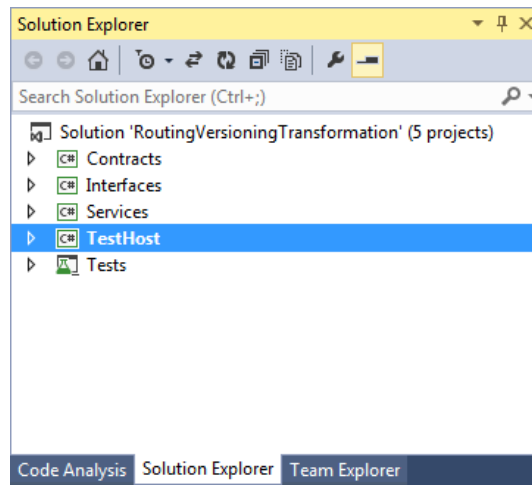 Solution Explorer
Search Solution Explorer (Ctrl+;)
Solution 'RoutingVersioningTransformation' (5 projects)
C# Contracts
C# Interfaces
C# Services
C# TestHost
Tests
Code Analysis Solution Explorer Team Explorer